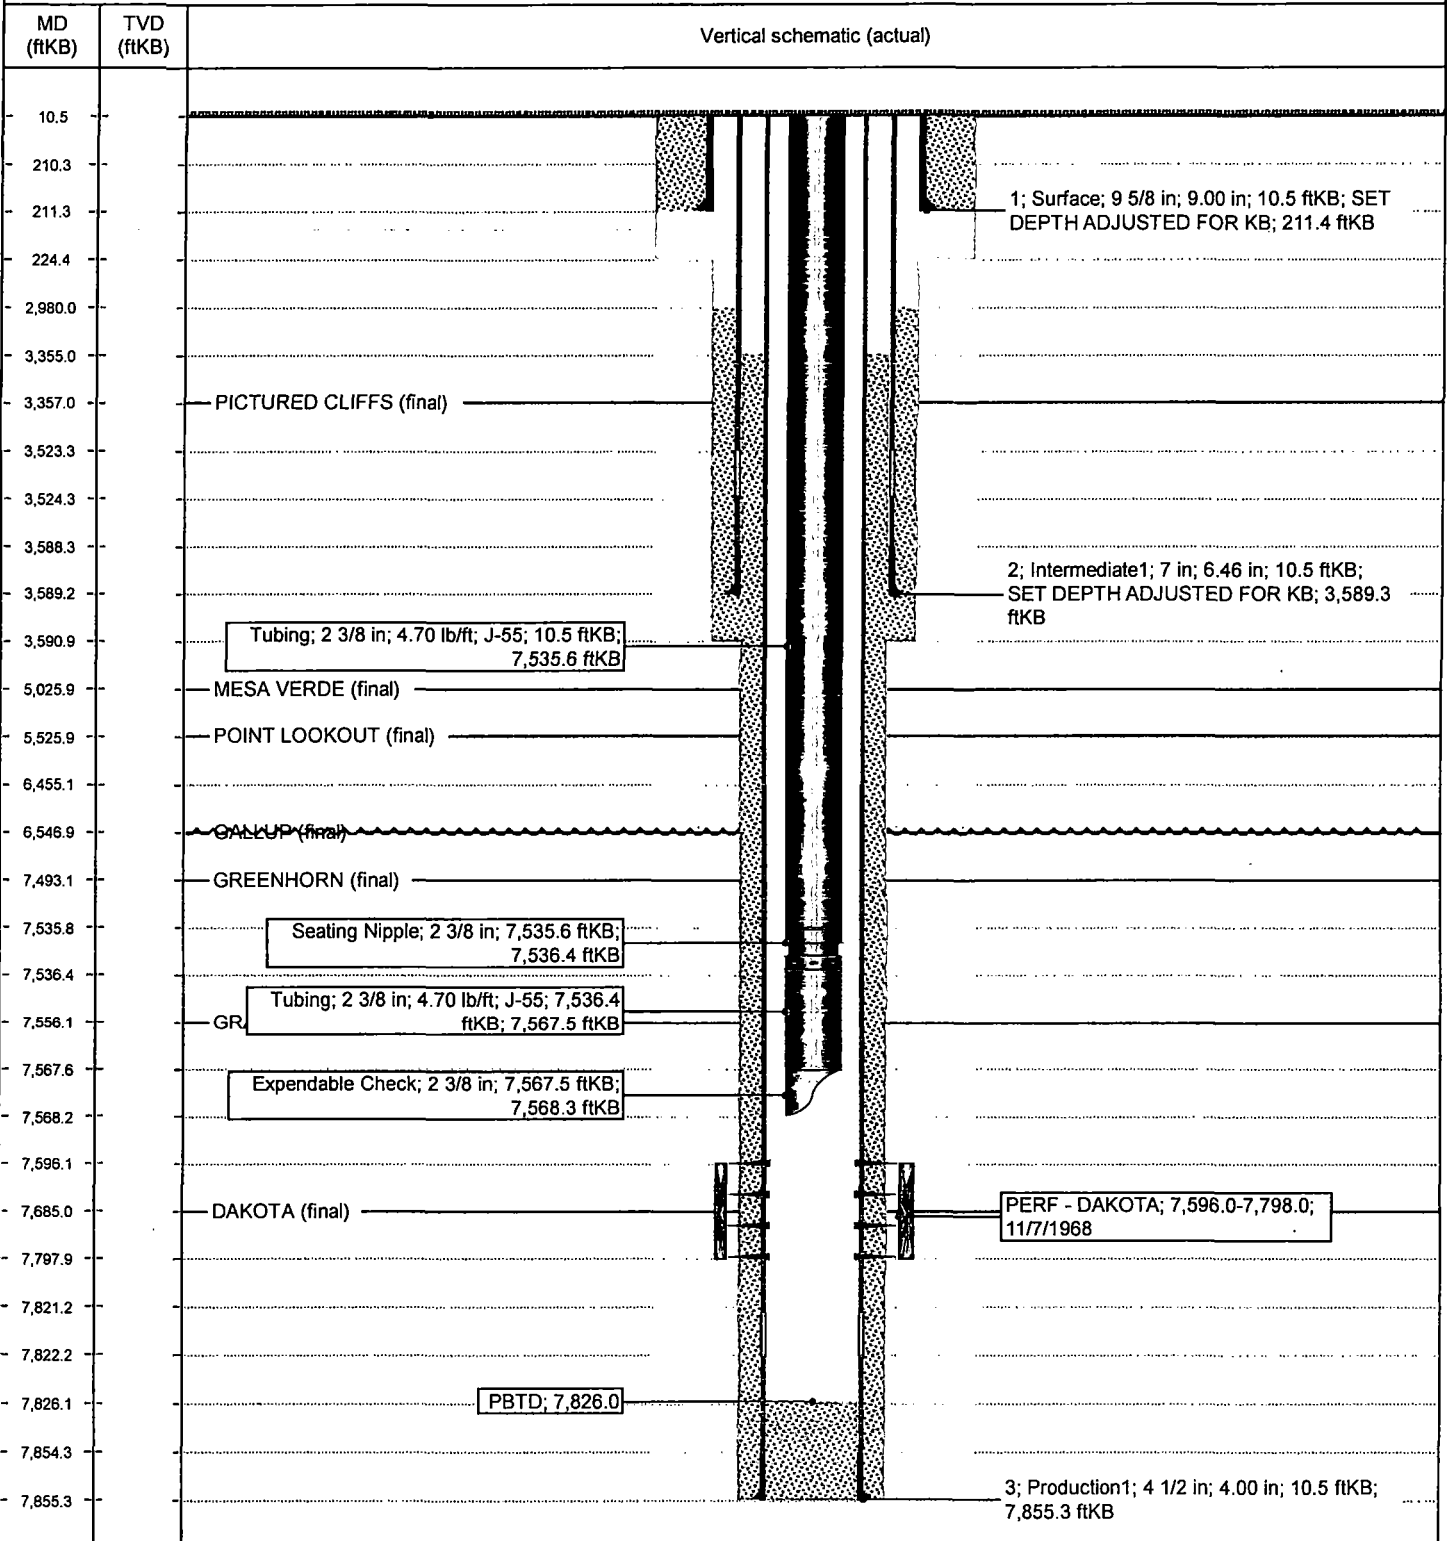 MD
(ftKB)
TVD
(ftKB)
Vertical schematic (actual)
10.5
210.3
1; Surface; 9 5/8 in; 9.00 in; 10.5 ftKB; SET
DEPTH ADJUSTED FOR KB; 211.4 ftKB
211.3
224.4
2,980.0
3,355.0
3,357.0
PICTURED CLIFFS (final)
3,523.3
3,524.3
3,588.3
2; Intermediate1; 7 in; 6.46 in; 10.5 ftKB;
SET DEPTH ADJUSTED FOR KB; 3,589.3
ftKB
3,589.2
3,590.9
Tubing; 2 3/8 in; 4.70 lb/ft; J-55; 10.5 ftKB;
7,535.6 ftKB
5,025.9
MESA VERDE (final)
5,525.9
POINT LOOKOUT (final)
6,455.1
6,546.9
GALLUP (final)
7,493.1
GREENHORN (final)
7,535.8
Seating Nipple; 2 3/8 in; 7,535.6 ftKB;
7,536.4 ftKB
7,536.4
Tubing; 2 3/8 in; 4.70 lb/ft; J-55; 7,536.4
ftKB; 7,567.5 ftKB
7,556.1
7,567.6
Expendable Check; 2 3/8 in; 7,567.5 ftKB;
7,568.3 ftKB
7,568.2
7,596.1
7,685.0
DAKOTA (final)
PERF - DAKOTA; 7,596.0-7,798.0;
11/7/1968
7,797.9
7,821.2
7,822.2
7,826.1
PBTD; 7,826.0
7,854.3
7,855.3
3; Production1; 4 1/2 in; 4.00 in; 10.5 ftKB;
7,855.3 ftKB